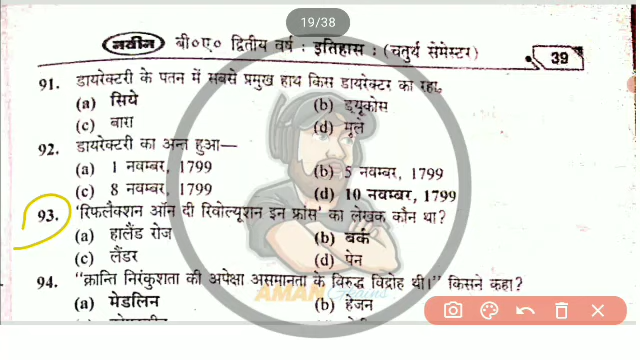 19/38
नवीन बी०ए० द्वितीय वर्ष : इतिहास : (चतुर्थ सेमेस्टर) 39
91. डायरेक्टरी के पतन में सबसे प्रमुख हाथ किस डायरेक्टर का रहा
(a) सिये (b) ड्यूकोस
(c) बारा (d) मूले
92. डायरेक्टरी का अन्त हुआ—
(a) 1 नवम्बर, 1799 (b) 5 नवम्बर, 1799
(c) 8 नवम्बर, 1799 (d) 10 नवम्बर, 1799
93. 'रिफलैक्शन ऑन दी रिवोल्यूशन इन फ्रांस' का लेखक कौन था?
(a) हालैंड रोज (b) बर्क
(c) लैंडर (d) पेन
94. "क्रान्ति निरंकुशता की अपेक्षा असमानता के विरुद्ध विद्रोह थी।" किसने कहा?
AMAN
(a) मेडलिन (b) हेजन